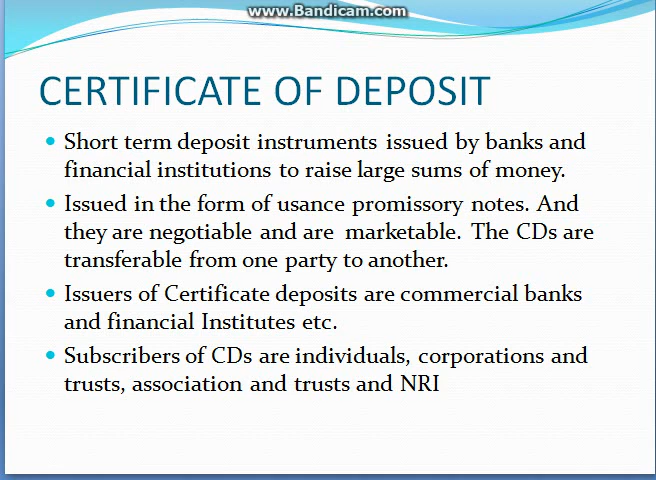 www.Bandicam.com
CERTIFICATE OF DEPOSIT
• Short term deposit instruments issued by banks and
financial institutions to raise large sums of money.
• Issued in the form of usance promissory notes. And
they are negotiable and are marketable. The CDs are
transferable from one party to another.
• Issuers of Certificate deposits are commercial banks
and financial Institutes etc.
• Subscribers of CDs are individuals, corporations and
trusts, association and trusts and NRI